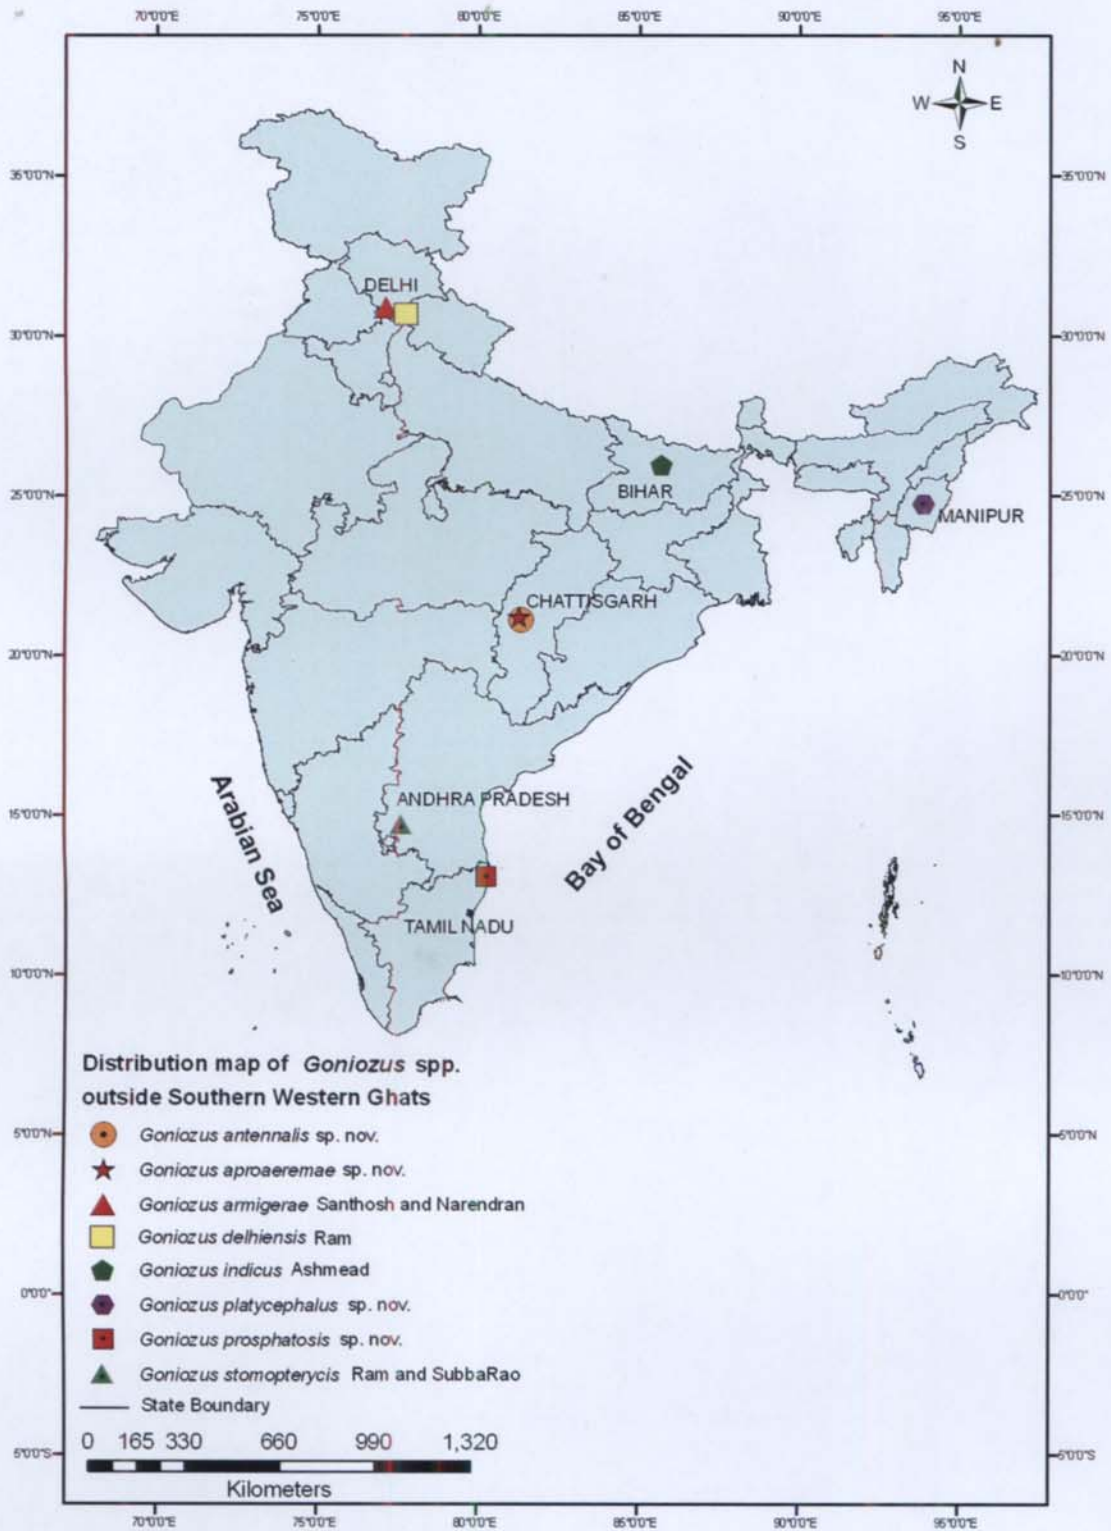 70°0'0"E 75°0'0"E 80°0'0"E 85°0'0"E 90°0'0"E 95°0'0"E
N
W E
S
35°0'0"N 35°0'0"N
DELHI
30°0'0"N 30°0'0"N
BIHAR
25°0'0"N 25°0'0"N
MANIPUR
CHATTISGARH
20°0'0"N 20°0'0"N
Arabian Sea
Bay of Bengal
ANDHRA PRADESH
15°0'0"N 15°0'0"N
TAMIL NADU
10°0'0"N 10°0'0"N
Distribution map of Goniozus spp.
outside Southern Western Ghats
5°0'0"N 5°0'0"N
Goniozus antennalis sp. nov.
Goniozus aproaeremae sp. nov.
Goniozus armigerae Santhosh and Narendran
Goniozus delhiensis Ram
Goniozus indicus Ashmead
0°0'0" 0°0'0"
Goniozus platycephalus sp. nov.
Goniozus prosphatosis sp. nov.
Goniozus stomopterycis Ram and SubbaRao
State Boundary
0 165 330 660 990 1,320
5°0'0"S 5°0'0"S
Kilometers
70°0'0"E 75°0'0"E 80°0'0"E 85°0'0"E 90°0'0"E 95°0'0"E